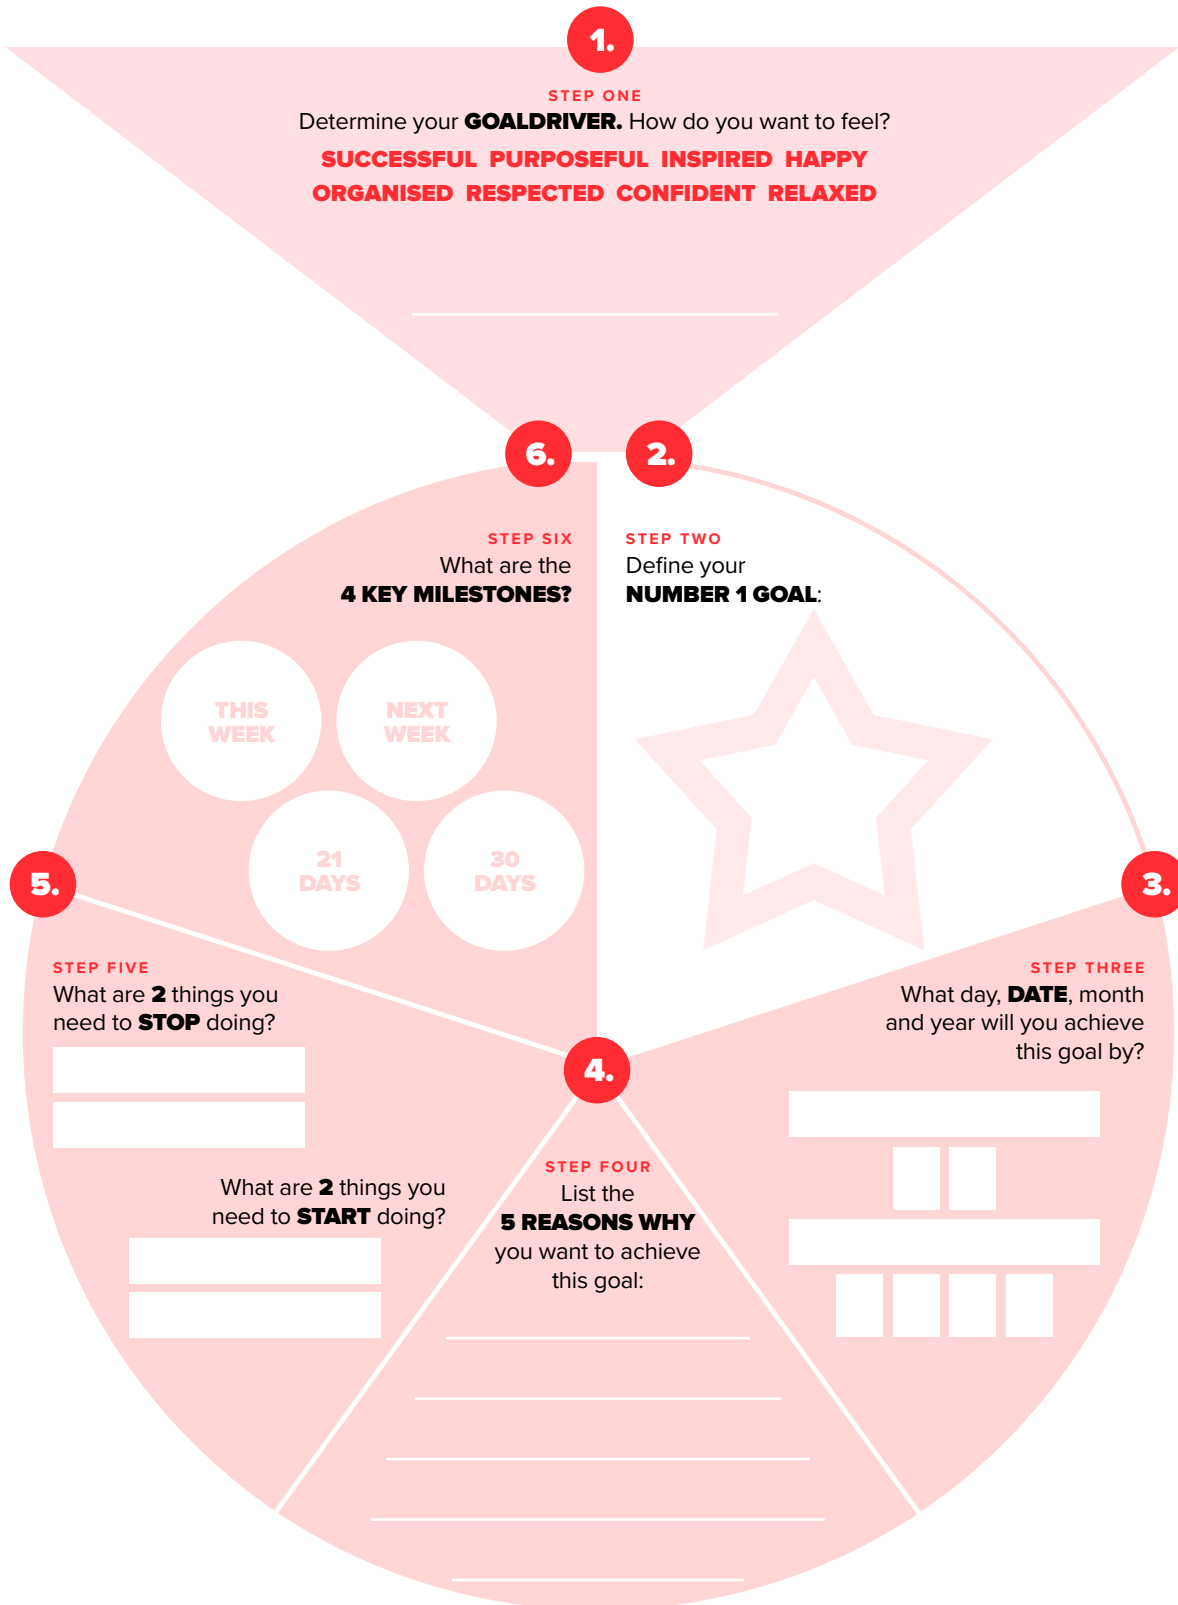 1.
STEP ONE
Determine your GOALDRIVER. How do you want to feel?
SUCCESSFUL PURPOSEFUL INSPIRED HAPPY
ORGANISED RESPECTED CONFIDENT RELAXED
2.
STEP TWO
Define your
NUMBER 1 GOAL:
3.
STEP THREE
What day, DATE, month
and year will you achieve
this goal by?
4.
STEP FOUR
List the
5 REASONS WHY
you want to achieve
this goal:
5.
STEP FIVE
What are 2 things you
need to STOP doing?
What are 2 things you
need to START doing?
6.
STEP SIX
What are the
4 KEY MILESTONES?
THIS
WEEK
NEXT
WEEK
21
DAYS
30
DAYS